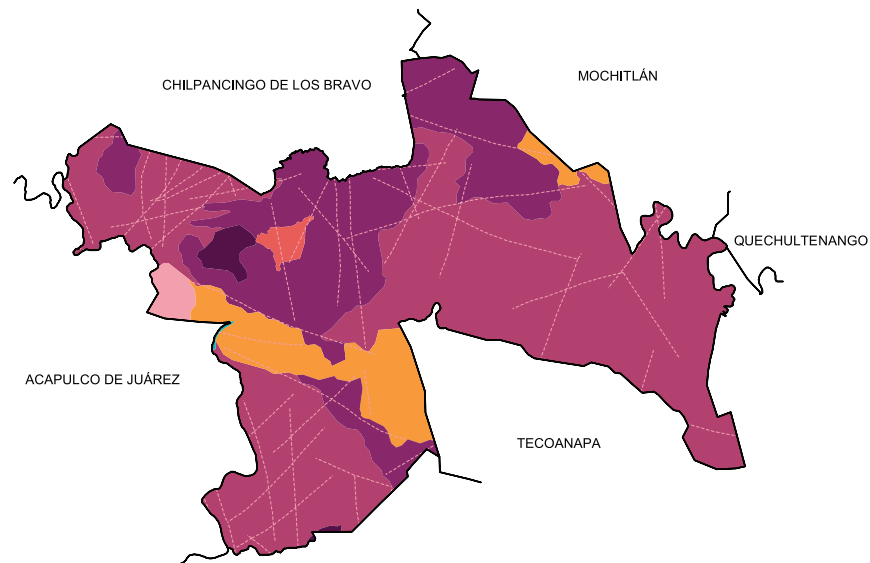 MOCHITLÁN
CHILPANCINGO DE LOS BRAVO
QUECHULTENANGO
ACAPULCO DE JUÁREZ
TECOANAPA